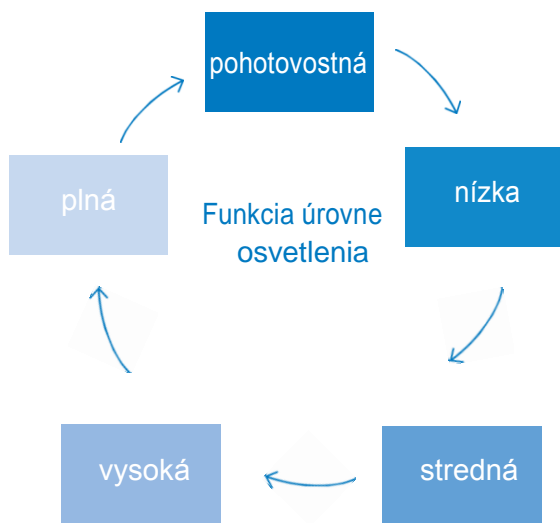 pohotovostná
nízka
stredná
vysoká
plná
Funkcia úrovne
osvetlenia